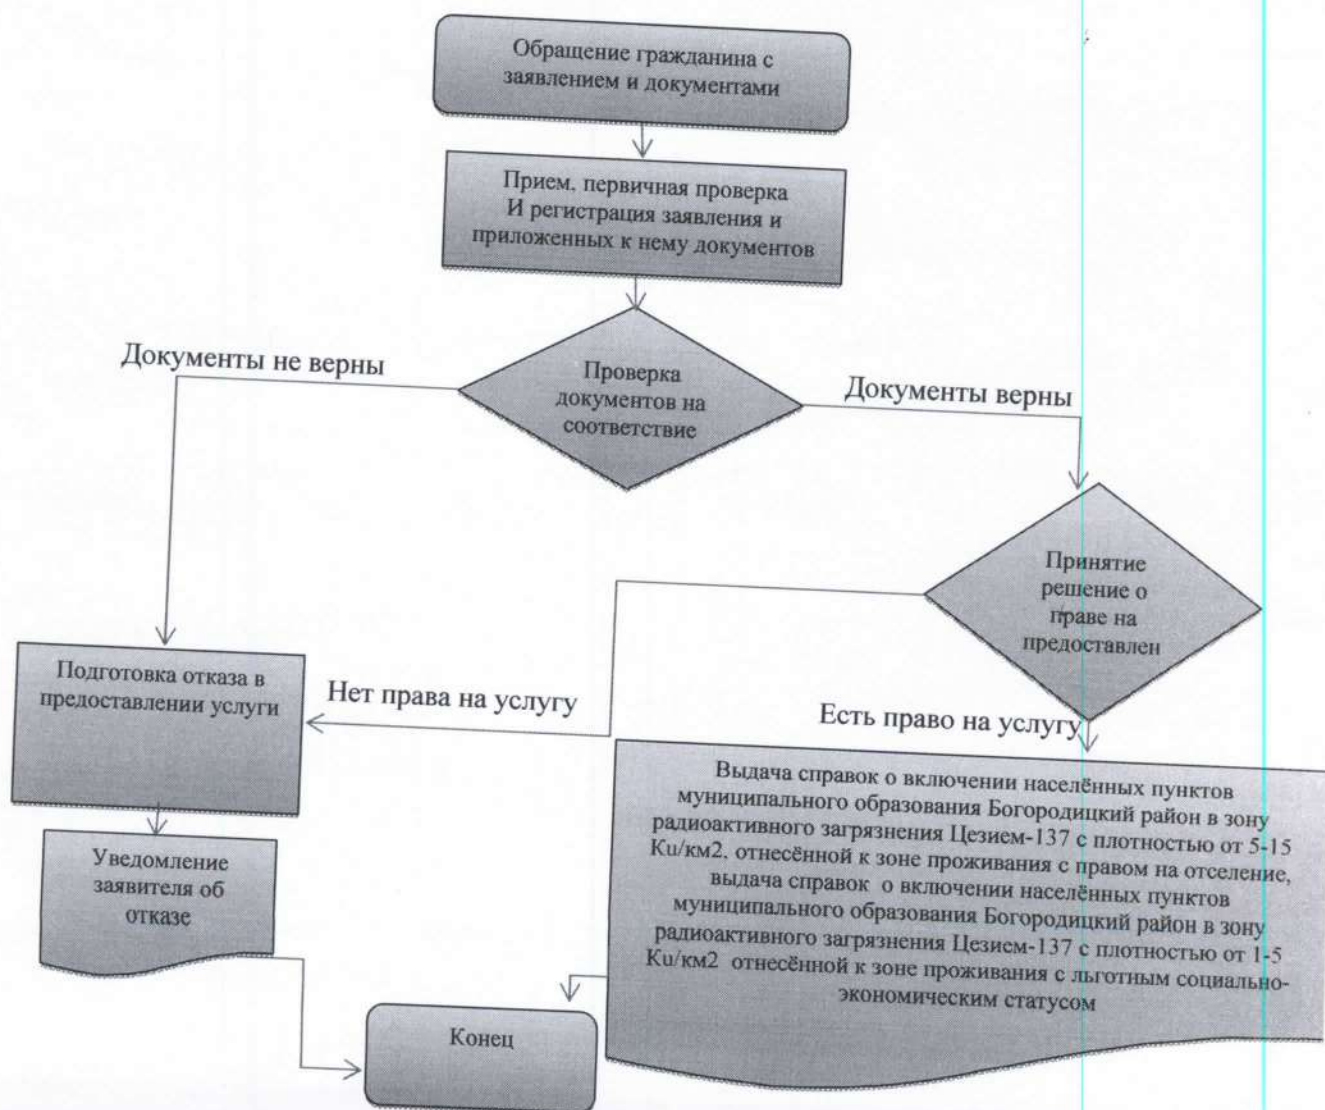 Обращение гражданина с
заявлением и документами
Прием, первичная проверка
И регистрация заявления и
приложенных к нему документов
Документы не верны
Проверка
документов на
соответствие
Документы верны
Принятие
решение о
праве на
предоставлен
Подготовка отказа в
предоставлении услуги
Нет права на услугу
Есть право на услугу
Уведомление
заявителя об
отказе
Выдача справок о включении населённых пунктов
муниципального образования Богородицкий район в зону
радиоактивного загрязнения Цезием-137 с плотностью от 5-15
Кu/км2, отнесённой к зоне проживания с правом на отселение,
выдача справок о включении населённых пунктов
муниципального образования Богородицкий район в зону
радиоактивного загрязнения Цезием-137 с плотностью от 1-5
Кu/км2 отнесённой к зоне проживания с льготным социально-
экономическим статусом
Конец